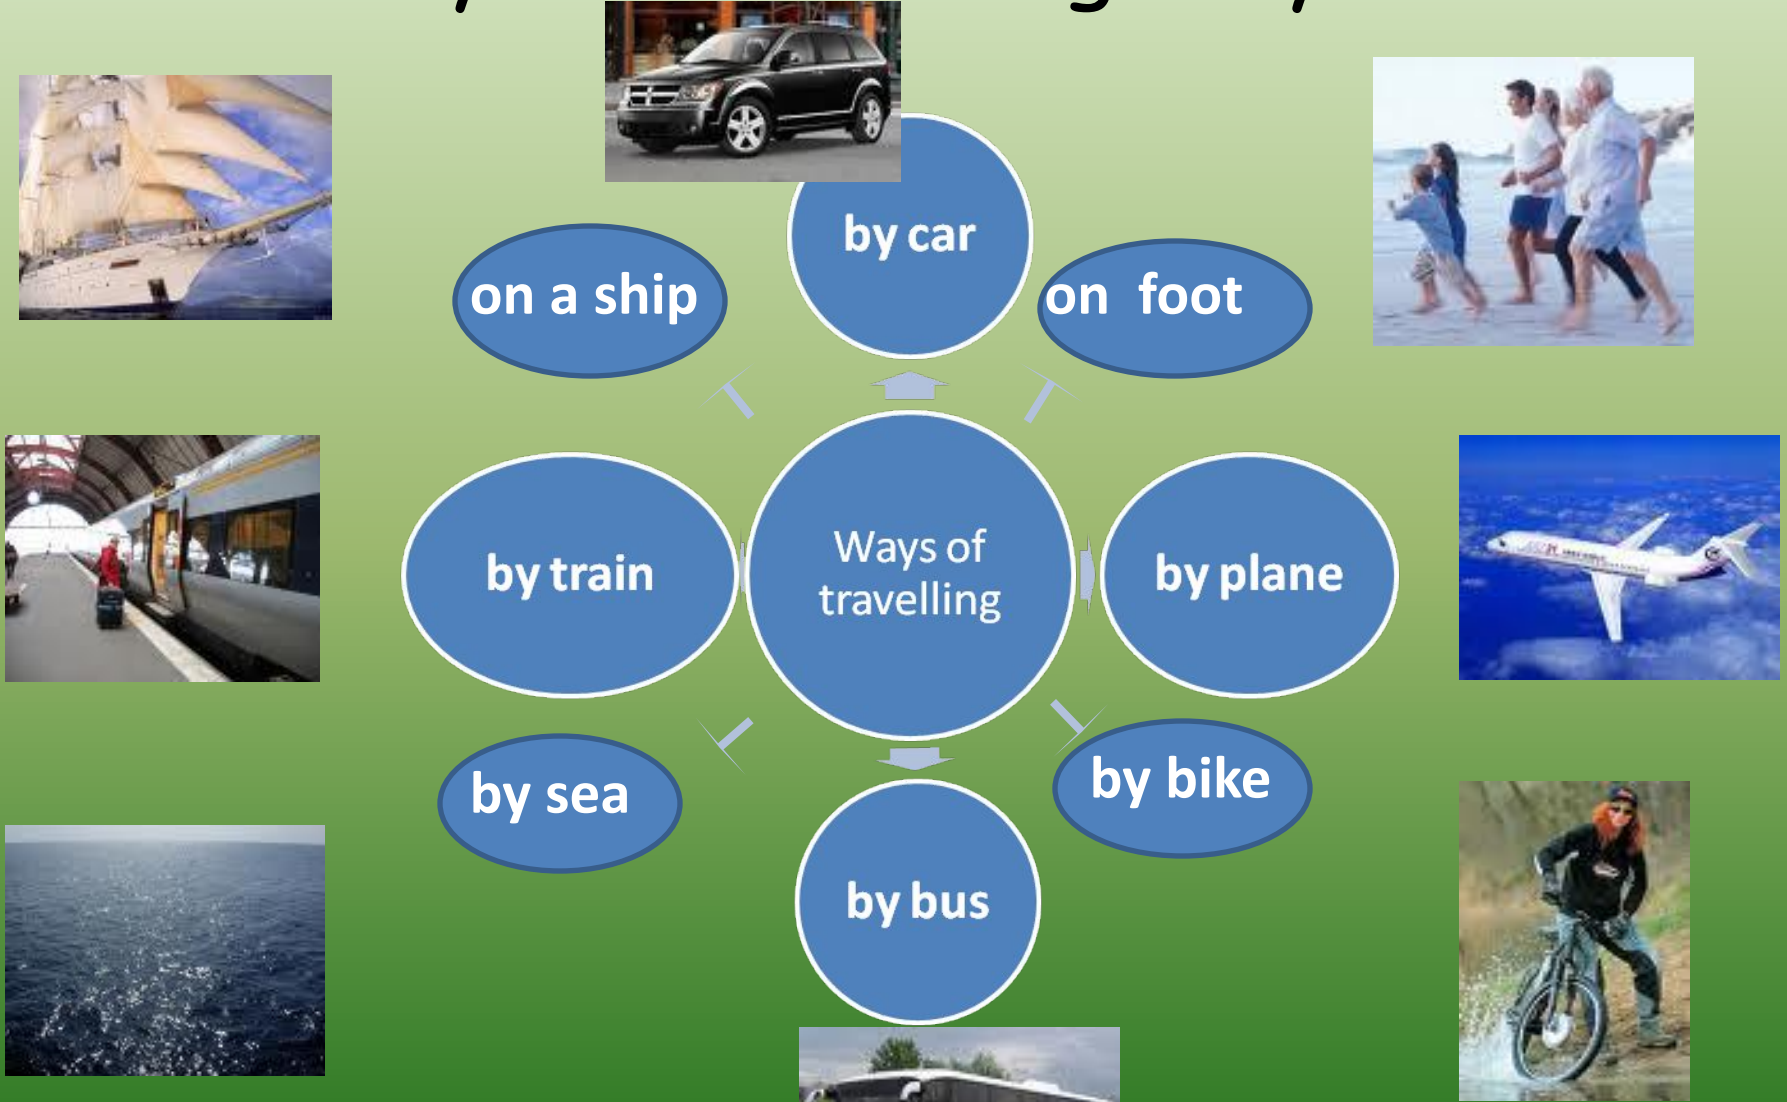 by car
on a ship
on foot
Ways of
travelling
by train
by plane
by sea
by bike
by bus